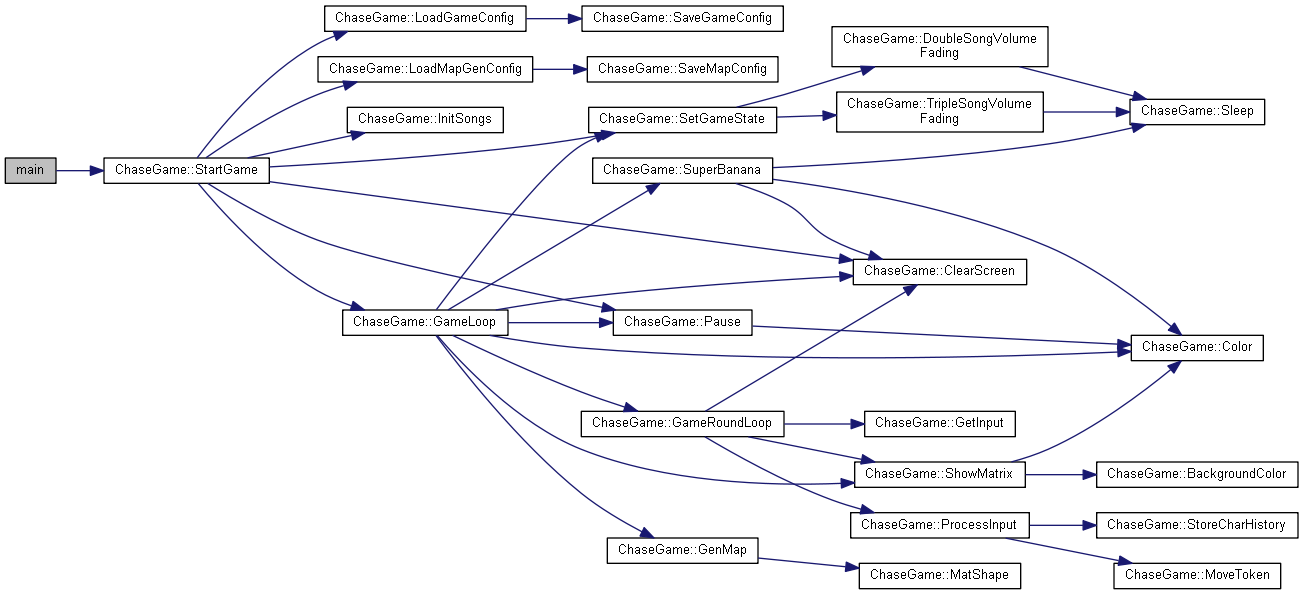 main
ChaseGame::StartGame
ChaseGame::LoadGameConfig
ChaseGame::SaveGameConfig
ChaseGame::LoadMapGenConfig
ChaseGame::SaveMapConfig
ChaseGame::InitSongs
ChaseGame::GameLoop
ChaseGame::SetGameState
ChaseGame::DoubleSongVolume
Fading
ChaseGame::TripleSongVolume
Fading
ChaseGame::Sleep
ChaseGame::SuperBanana
ChaseGame::ClearScreen
ChaseGame::Pause
ChaseGame::Color
ChaseGame::GameRoundLoop
ChaseGame::GetInput
ChaseGame::ShowMatrix
ChaseGame::BackgroundColor
ChaseGame::ProcessInput
ChaseGame::StoreCharHistory
ChaseGame::MoveToken
ChaseGame::GenMap
ChaseGame::MatShape